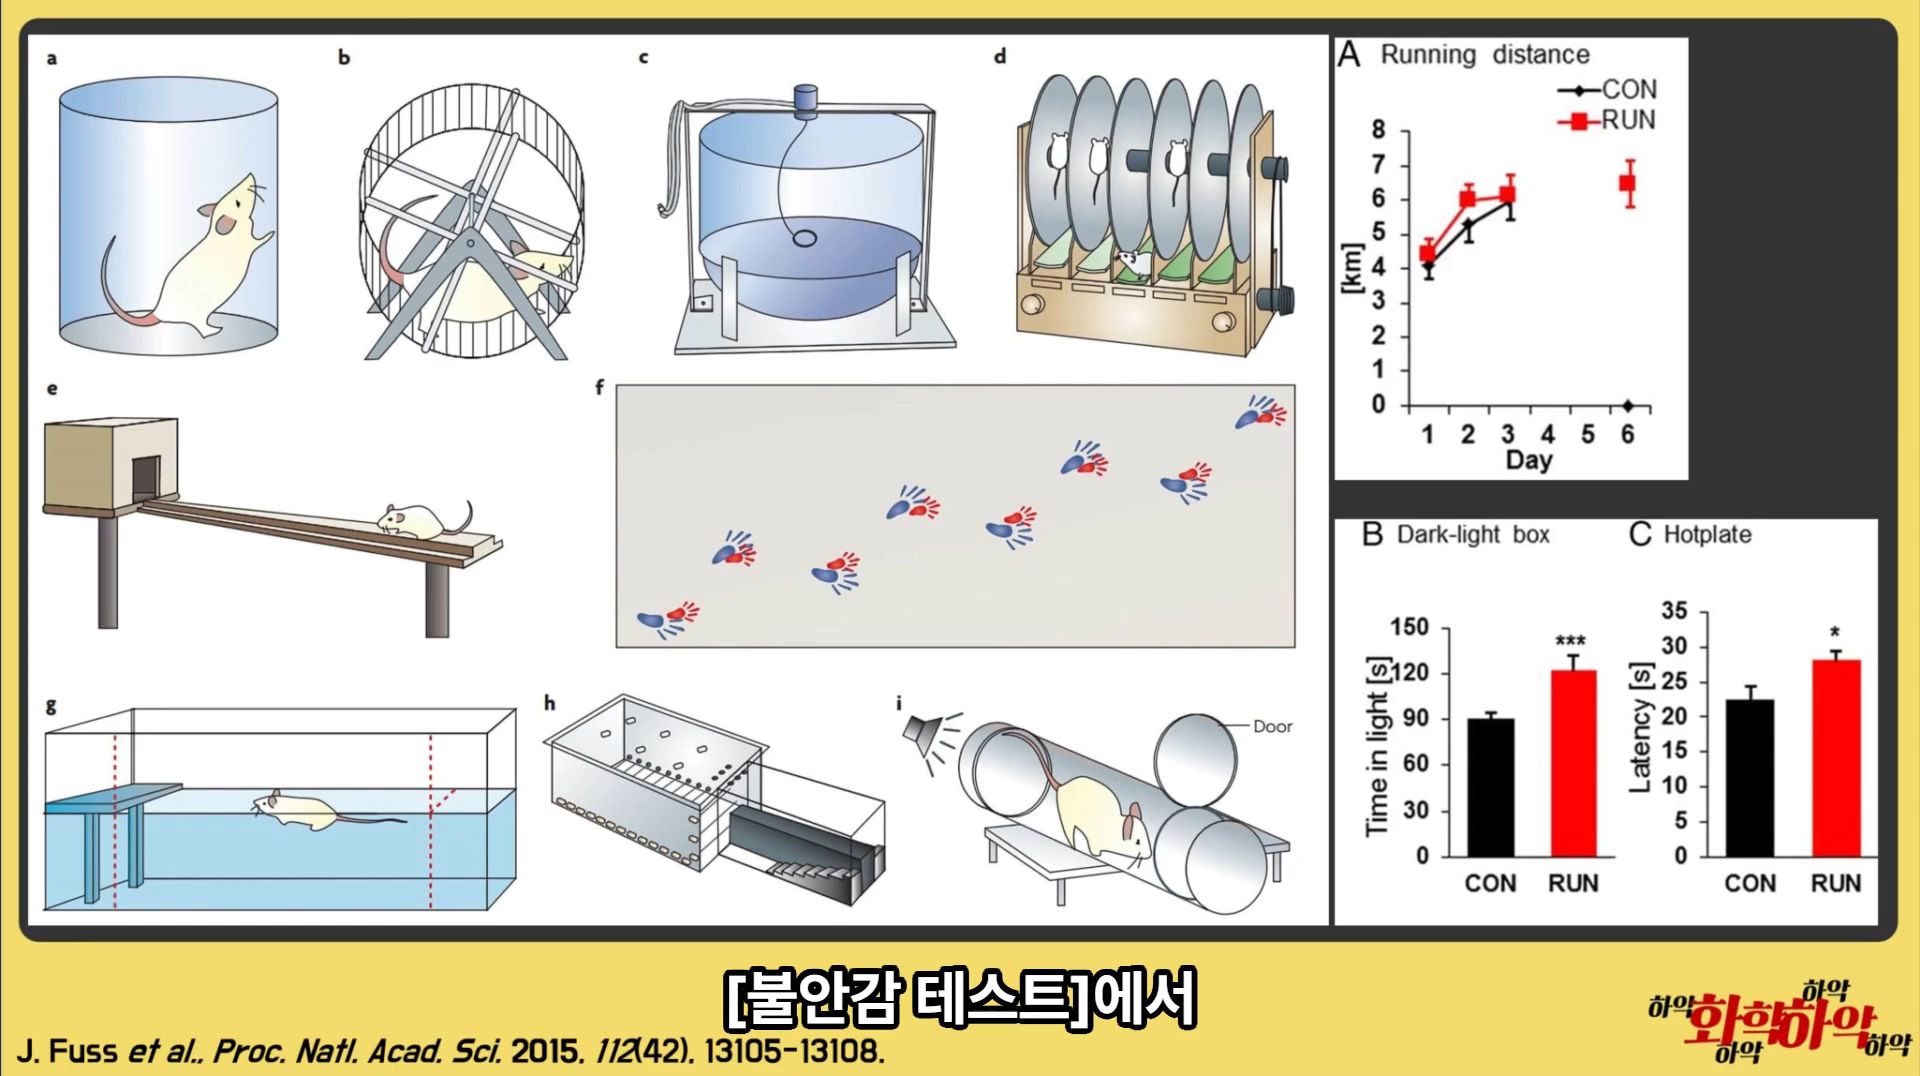 a
b
c
d
e
f
g
h
i
Door
A Running distance
CON
RUN
8
7
6
5
4
3
2
1
0
[km]
1 2 3 4 5 6
Day
B Dark-light box
Time in light [s]
150
120
90
60
30
0
***
CON RUN
C Hotplate
Latency [s]
35
30
25
20
15
10
5
0
*
CON RUN
[불안감 테스트]에서
J. Fuss et al., Proc. Natl. Acad. Sci. 2015, 112(42), 13105-13108.
하악
하악
화학하악
하악
하악